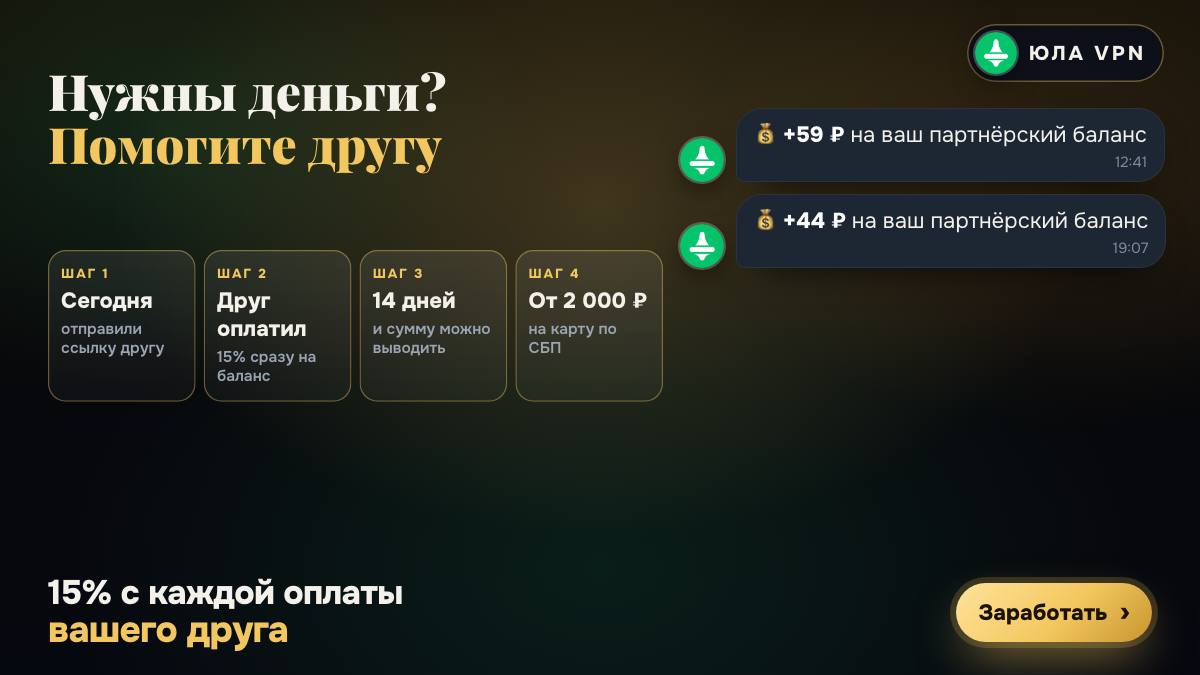 ЮЛА VPN
Нужны деньги?
Помогите другу
💰 +59 ₽ на ваш партнёрский баланс
12:41
💰 +44 ₽ на ваш партнёрский баланс
19:07
ШАГ 1
Сегодня
отправили
ссылку другу
ШАГ 2
Друг
оплатил
15% сразу на
баланс
ШАГ 3
14 дней
и сумму можно
выводить
ШАГ 4
От 2 000 ₽
на карту по
СБП
15% с каждой оплаты
вашего друга
Заработать ›